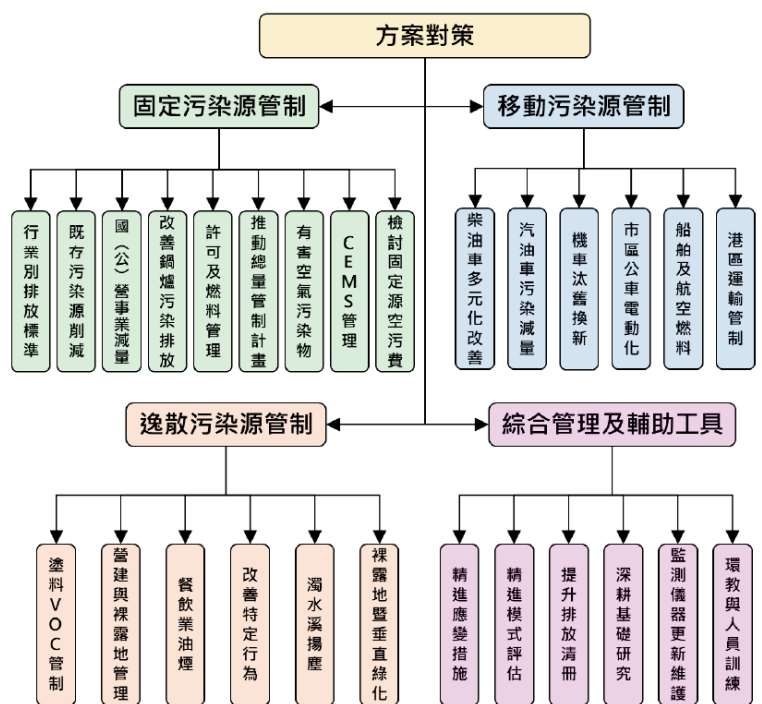 方案對策
固定污染源管制
移動污染源管制
行業別排放標準
既存污染源削減
國（公）營事業減量
改善鍋爐污染排放
許可及燃料管理
推動總量管制計畫
有害空氣污染物
CEMS管理
檢討固定源空污費
柴油車多元化改善
汽油車污染減量
機車汰舊換新
市區公車電動化
船舶及航空燃料
港區運輸管制
逸散污染源管制
綜合管理及輔助工具
塗料VOC管制
營建與裸露地管理
餐飲業油煙
改善特定行為
濁水溪揚塵
裸露地暨垂直綠化
精進應變措施
精進模式評估
提升排放清冊
深耕基礎研究
監測儀器更新維護
環教與人員訓練